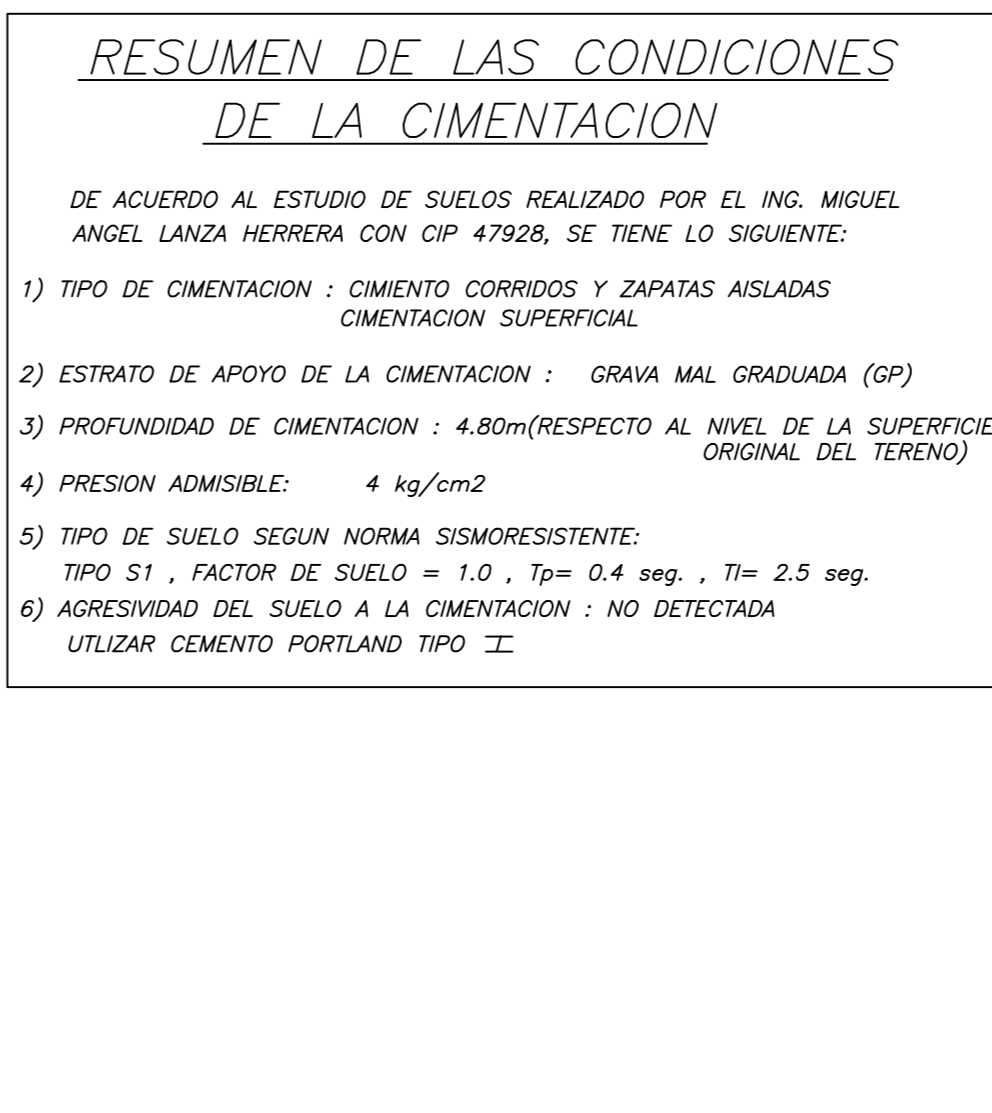 RESUMEN DE LAS CONDICIONES
DE LA CIMENTACION
DE ACUERDO AL ESTUDIO DE SUELOS REALIZADO POR EL ING. MIGUEL
ANGEL LANZA HERRERA CON CIP 47928, SE TIENE LO SIGUIENTE:
1) TIPO DE CIMENTACION : CIMIENTO CORRIDOS Y ZAPATAS AISLADAS
CIMENTACION SUPERFICIAL
2) ESTRATO DE APOYO DE LA CIMENTACION : GRAVA MAL GRADUADA (GP)
3) PROFUNDIDAD DE CIMENTACION : 4.80m(RESPECTO AL NIVEL DE LA SUPERFICIE
ORIGINAL DEL TERENO)
4) PRESION ADMISIBLE: 4 kg/cm2
5) TIPO DE SUELO SEGUN NORMA SISMORESISTENTE:
TIPO S1 , FACTOR DE SUELO = 1.0 , Tp= 0.4 seg. , Tl= 2.5 seg.
6) AGRESIVIDAD DEL SUELO A LA CIMENTACION : NO DETECTADA
UTLIZAR CEMENTO PORTLAND TIPO I